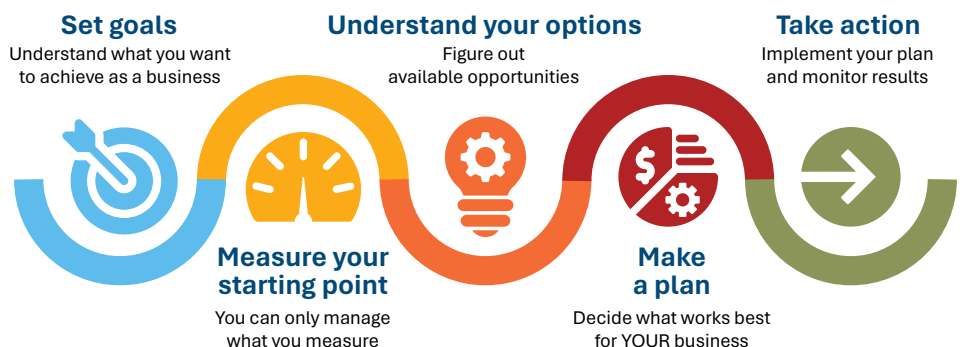 Set goals
Understand what you want
to achieve as a business
Measure your
starting point
You can only manage
what you measure
Understand your options
Figure out
available opportunities
$
Make
a plan
Decide what works best
for YOUR business
Take action
Implement your plan
and monitor results